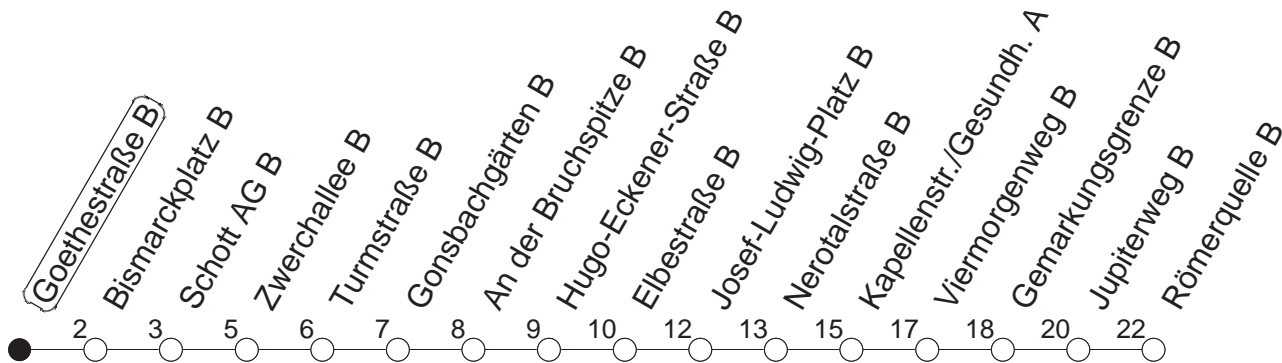 Goethestraße B
Bismarckplatz B
Schott AG B
Zwerchallee B
Turmstraße B
Gonsbachgärten B
An der Bruchspitze B
Hugo-Eckener-Straße B
Elbestraße B
Josef-Ludwig-Platz B
Nerotalstraße B
Kapellenstr./Gesundh. A
Viermorgenweg B
Gemarkungsgrenze B
Jupiterweg B
Römerquelle B
2 3 5 6 7 8 9 10 12 13 15 17 18 20 22